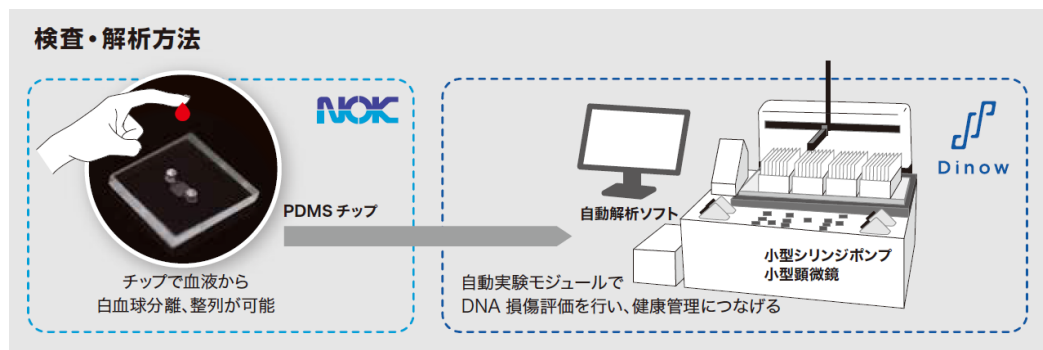 検査・解析方法
NOK
PDMS チップ
チップで血液から
白血球分離、整列が可能
Dinow
自動解析ソフト
小型シリンジポンプ
小型顕微鏡
自動実験モジュールで
DNA 損傷評価を行い、健康管理につなげる